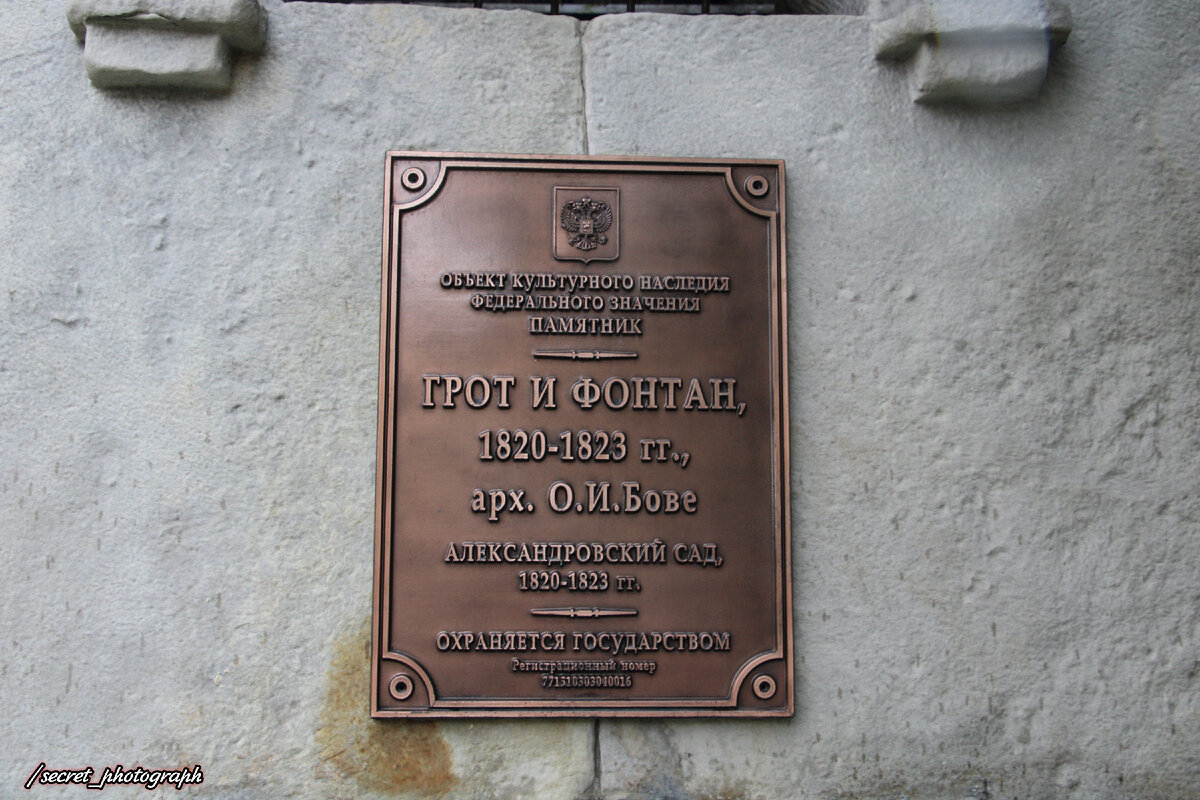 ОБЪЕКТ КУЛЬТУРНОГО НАСЛЕДИЯ
ФЕДЕРАЛЬНОГО ЗНАЧЕНИЯ
ПАМЯТНИК
ГРОТ И ФОНТАН,
1820-1823 гг.,
арх. О.И.Бове
АЛЕКСАНДРОВСКИЙ САД,
1820-1823 гг.
ОХРАНЯЕТСЯ ГОСУДАРСТВОМ
Регистрационный номер
771510303040016
/secret_photograph